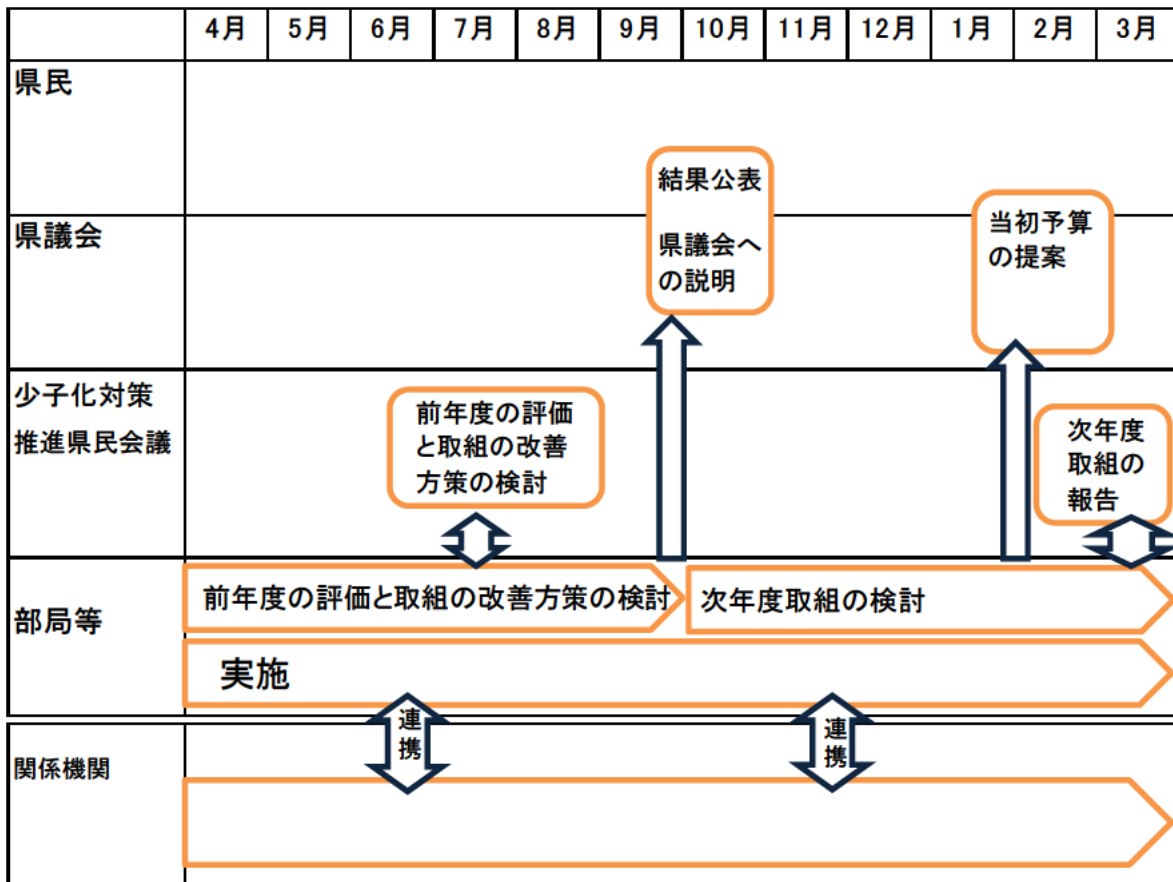 4月 5月 6月 7月 8月 9月 10月 11月 12月 1月 2月 3月
県民
結果公表
県議会
県議会へ
の説明
当初予算
の提案
少子化対策
推進県民会議
前年度の評価
と取組の改善
方策の検討
次年度
取組の
報告
部局等
前年度の評価と取組の改善方策の検討
次年度取組の検討
実施
連
携
連
携
関係機関